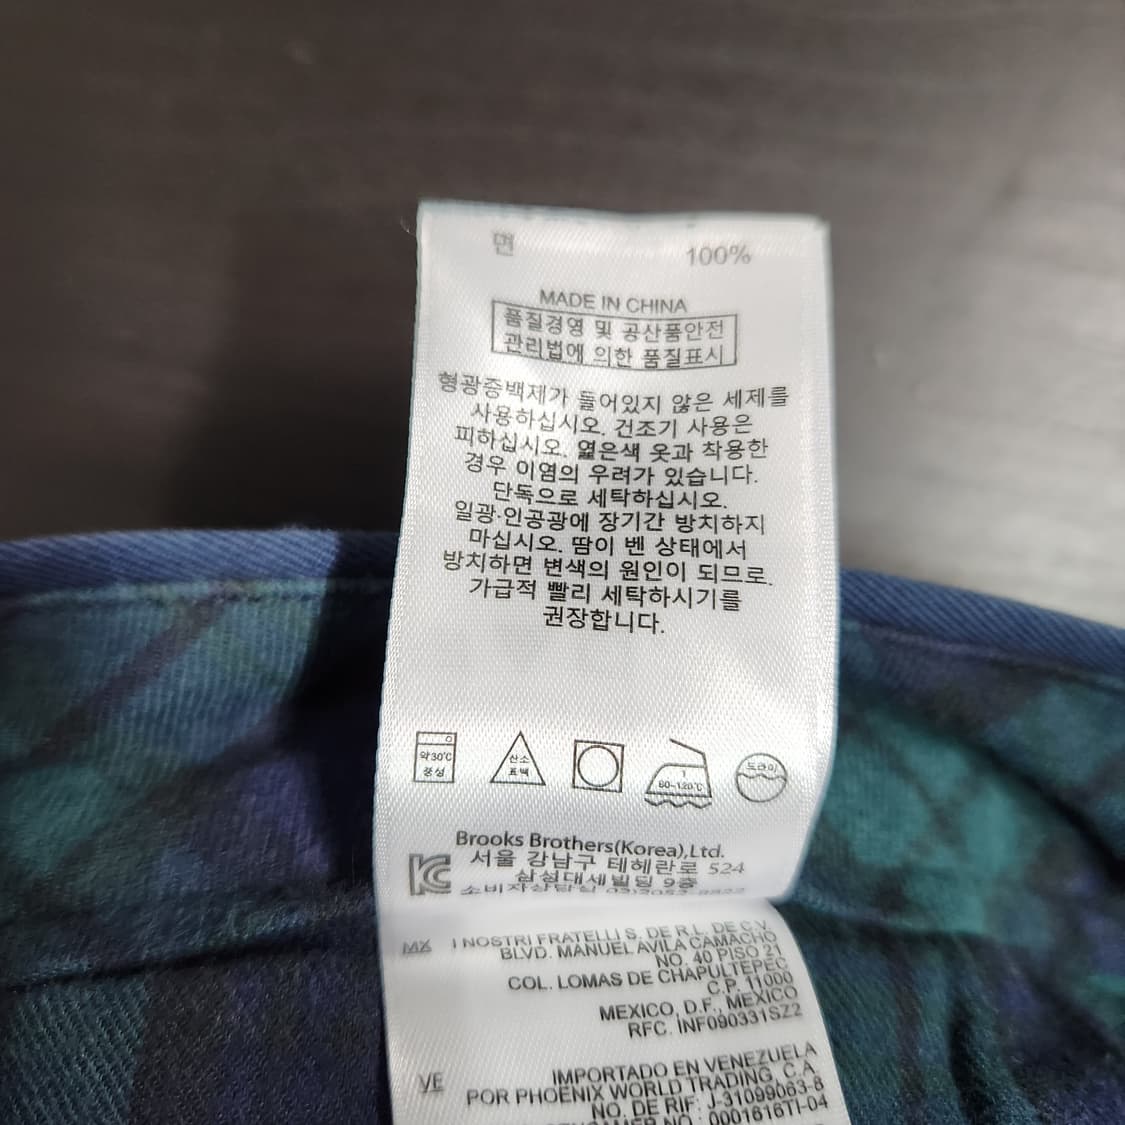 면 100%
MADE IN CHINA
품질경영 및 공산품안전
관리법에 의한 품질표시
형광증백제가 들어있지 않은 세제를
사용하십시오. 건조기 사용은
피하십시오. 엷은색 옷과 착용한
경우 이염의 우려가 있습니다.
단독으로 세탁하십시오.
일광·인공광에 장기간 방치하지
마십시오. 땀이 벤 상태에서
방치하면 변색의 원인이 되므로.
가급적 빨리 세탁하시기를
권장합니다.
약30℃ 산소 1 드라이
중성 표백 80~120℃
Brooks Brothers(Korea),Ltd.
서울 강남구 테헤란로 524
삼성대세빌딩 9층
소비자상담실
MX I NOSTRI FRATELLI S. DE R.L. DE C.V.
BLVD. MANUEL AVILA CAMACHO
NO. 40 PISO 20
COL. LOMAS DE CHAPULTEPEC
C.P. 11000
MEXICO, D.F., MEXICO
RFC. INF090331SZ2
VE IMPORTADO EN VENEZUELA
POR PHOENIX WORLD TRADING, C.A.
NO. DE RIF: J-31099063-8
NO.: 0001616TI-04